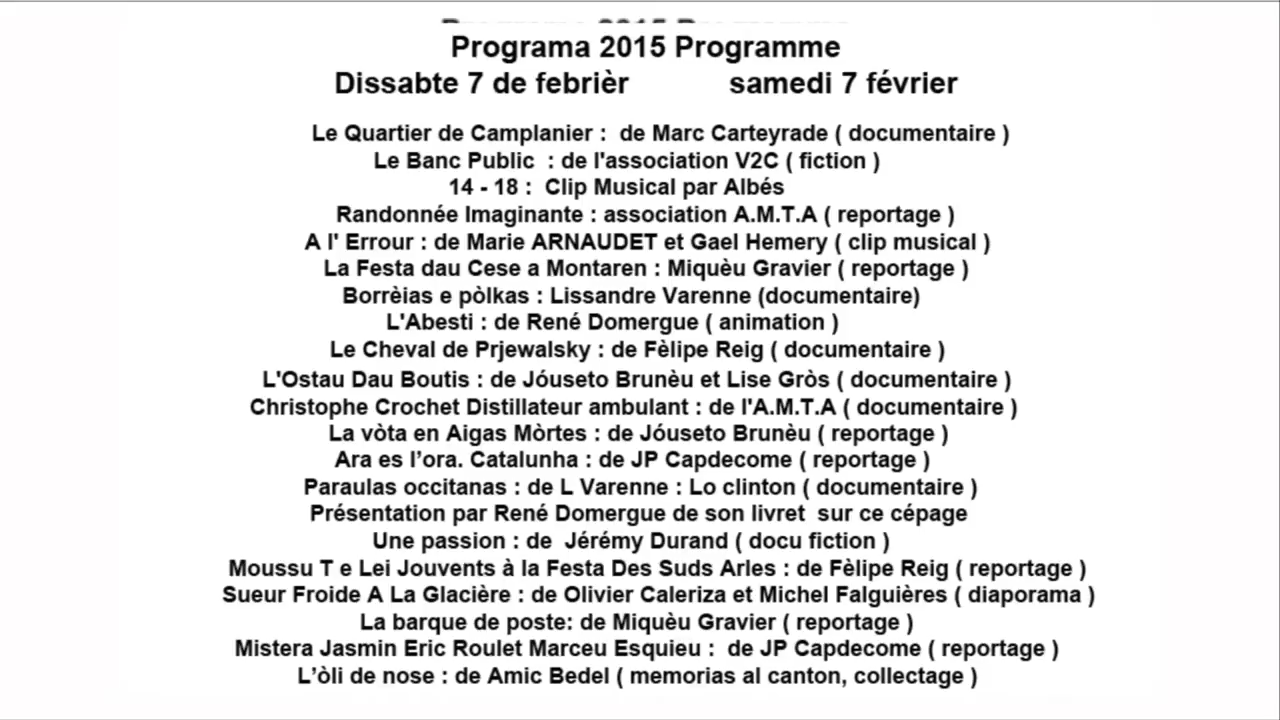 Programa 2015 Programme
Dissabte 7 de febrièr samedi 7 février
Le Quartier de Camplanier : de Marc Carteyrade ( documentaire )
Le Banc Public : de l'association V2C ( fiction )
14 - 18 : Clip Musical par Albés
Randonnée Imaginante : association A.M.T.A ( reportage )
A l' Errour : de Marie ARNAUDET et Gael Hemery ( clip musical )
La Festa dau Cese a Montaren : Miquèu Gravier ( reportage )
Borrèias e pòlkas : Lissandre Varenne (documentaire)
L'Abesti : de René Domergue ( animation )
Le Cheval de Prjewalsky : de Fèlipe Reig ( documentaire )
L'Ostau Dau Boutis : de Jóuseto Brunèu et Lise Gròs ( documentaire )
Christophe Crochet Distillateur ambulant : de l'A.M.T.A ( documentaire )
La vòta en Aigas Mòrtes : de Jóuseto Brunèu ( reportage )
Ara es l’ora. Catalunha : de JP Capdecome ( reportage )
Paraulas occitanas : de L Varenne : Lo clinton ( documentaire )
Présentation par René Domergue de son livret sur ce cépage
Une passion : de Jérémy Durand ( docu fiction )
Moussu T e Lei Jouvents à la Festa Des Suds Arles : de Fèlipe Reig ( reportage )
Sueur Froide A La Glacière : de Olivier Caleriza et Michel Falguières ( diaporama )
La barque de poste: de Miquèu Gravier ( reportage )
Mistera Jasmin Eric Roulet Marceu Esquieu : de JP Capdecome ( reportage )
L’òli de nose : de Amic Bedel ( memorias al canton, collectage )